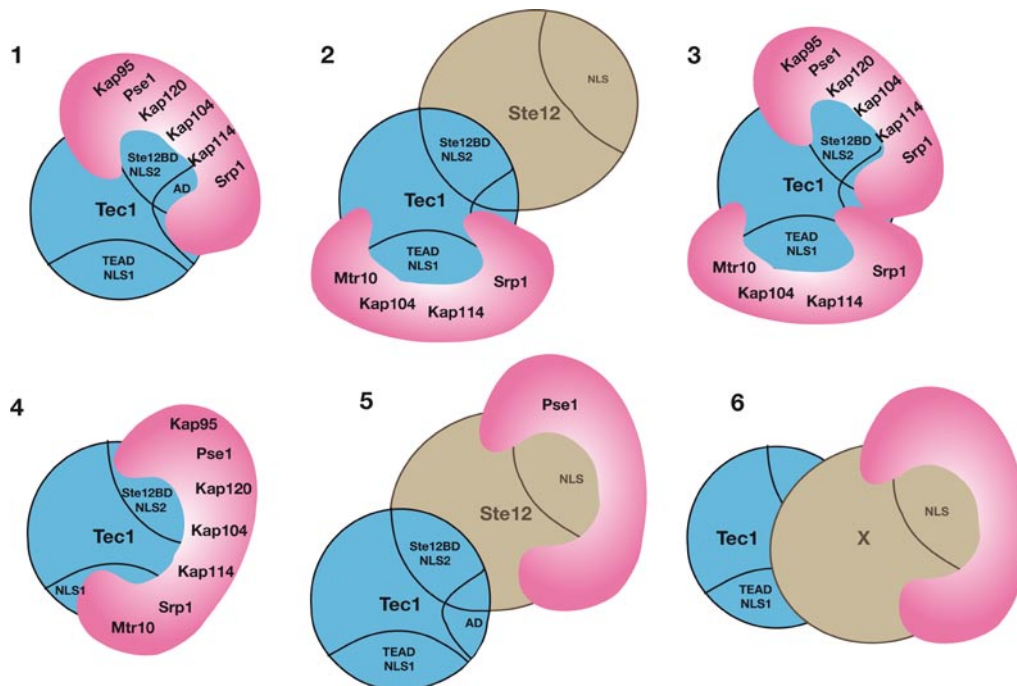 1
Kap95
Pse1
Kap120
Kap104
Kap114
Srp1
Ste12BD
NLS2
AD
Tec1
TEAD
NLS1
2
NLS
Ste12
Ste12BD
NLS2
Tec1
TEAD
NLS1
Mtr10
Srp1
Kap104
Kap114
3
Kap95
Pse1
Kap120
Kap104
Kap114
Srp1
Ste12BD
NLS2
AD
Tec1
TEAD
NLS1
Mtr10
Srp1
Kap104
Kap114
4
Kap95
Pse1
Ste12BD
NLS2
Kap120
Tec1
Kap104
Kap114
NLS1
Srp1
Mtr10
5
Pse1
NLS
Ste12
Ste12BD
NLS2
Tec1
AD
TEAD
NLS1
6
NLS
Tec1
X
TEAD
NLS1